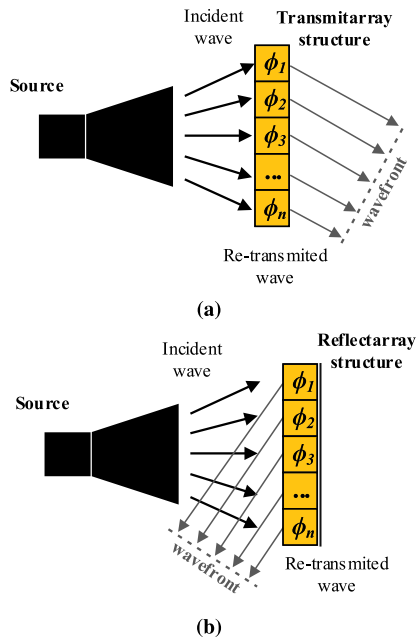 Incident
wave
Transmitarray
structure
Source
ϕ1
ϕ2
ϕ3
...
ϕn
wavefront
Re-transmited
wave
(a)
Incident
wave
Reflectarray
structure
Source
ϕ1
ϕ2
ϕ3
...
ϕn
wavefront
Re-transmited
wave
(b)